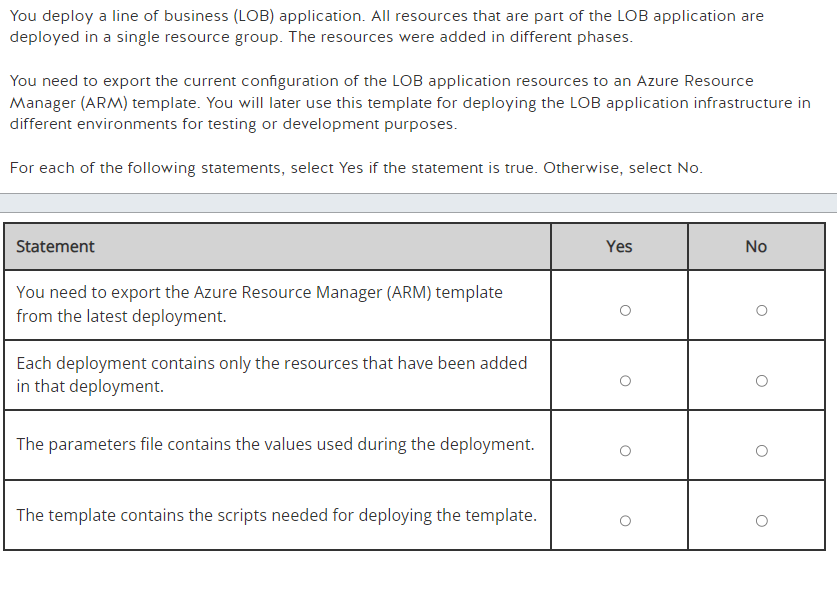 You deploy a line of business (LOB) application. All resources that are part of the LOB application are
deployed in a single resource group. The resources were added in different phases.
You need to export the current configuration of the LOB application resources to an Azure Resource
Manager (ARM) template. You will later use this template for deploying the LOB application infrastructure in
different environments for testing or development purposes.
For each of the following statements, select Yes if the statement is true. Otherwise, select No.
Statement Yes No
You need to export the Azure Resource Manager (ARM) template
from the latest deployment.
Each deployment contains only the resources that have been added
in that deployment.
The parameters file contains the values used during the deployment.
The template contains the scripts needed for deploying the template.